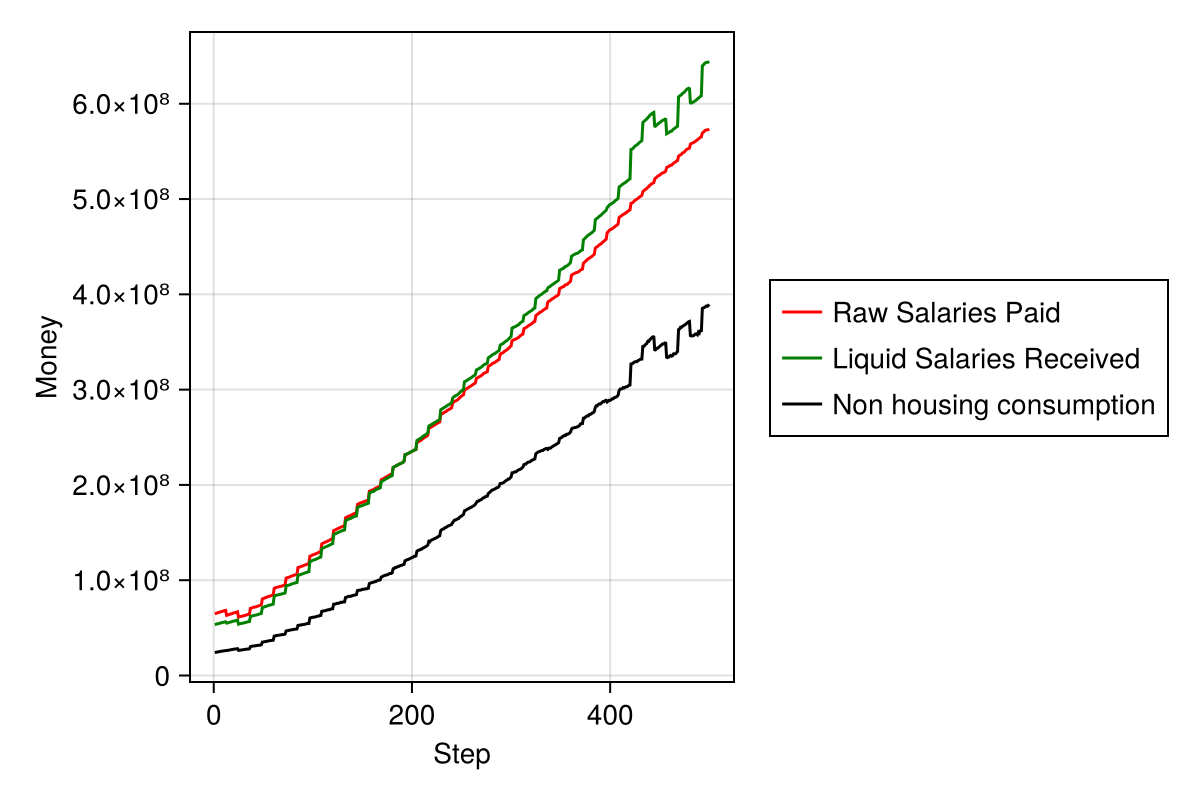 6.0×10⁸
5.0×10⁸
4.0×10⁸
3.0×10⁸
2.0×10⁸
1.0×10⁸
0
Money
0 200 400
Step
Raw Salaries Paid
Liquid Salaries Received
Non housing consumption